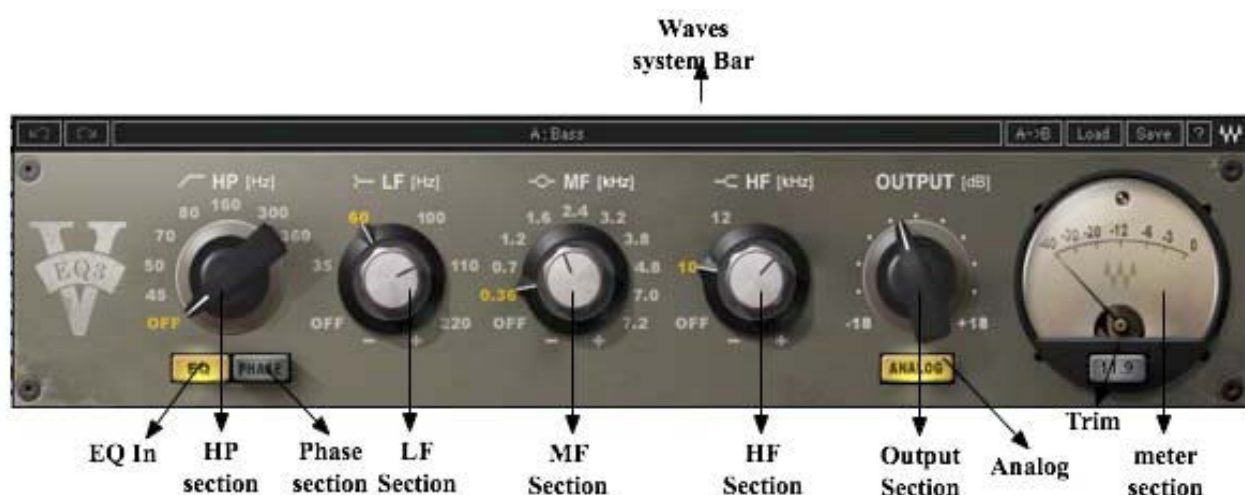 Waves
system Bar
A: Bass
A->B Load Save ?
HP [Hz] LF [Hz] MF [kHz] HF [kHz] OUTPUT [dB]
OFF 45 50 70 80 160 300 360
OFF 35 60 100 110 220
- +
OFF 0.36 0.7 1.2 1.6 2.4 3.2 3.8 4.8 7.0 7.2
- +
OFF 10 12
- +
-18 +18
-40 -30 -20 -12 -6 -3 0
V EQ3
EQ PHASE
ANALOG
11.9
EQ In
HP
section
Phase
section
LF
Section
MF
Section
HF
Section
Output
Section
Analog
Trim
meter
section